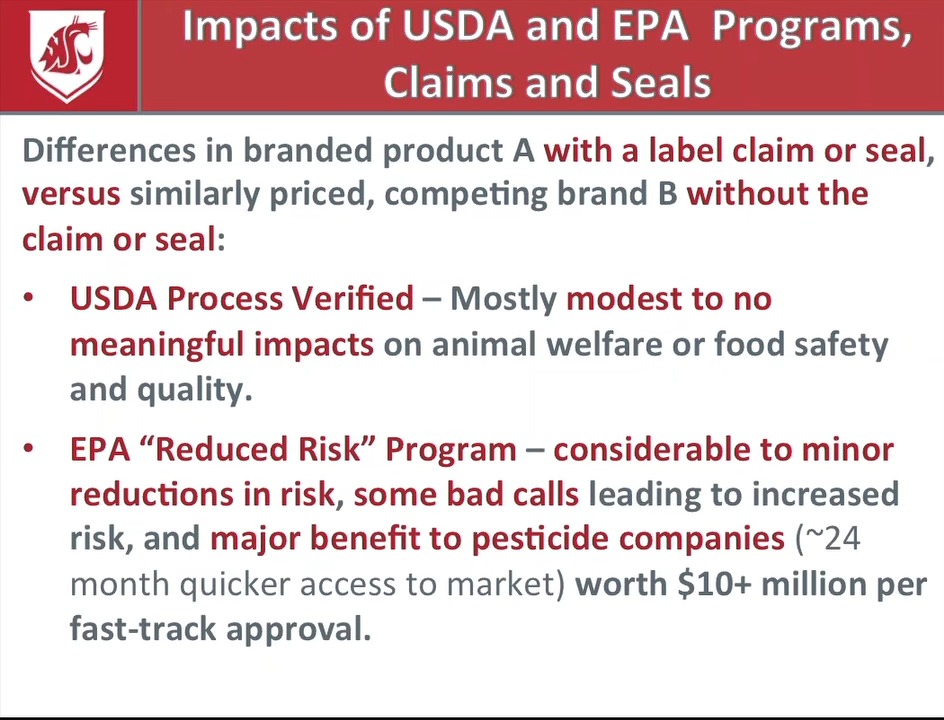 Impacts of USDA and EPA Programs,
Claims and Seals
Differences in branded product A with a label claim or seal,
versus similarly priced, competing brand B without the
claim or seal:
• USDA Process Verified – Mostly modest to no
meaningful impacts on animal welfare or food safety
and quality.
• EPA “Reduced Risk” Program – considerable to minor
reductions in risk, some bad calls leading to increased
risk, and major benefit to pesticide companies (~24
month quicker access to market) worth $10+ million per
fast-track approval.